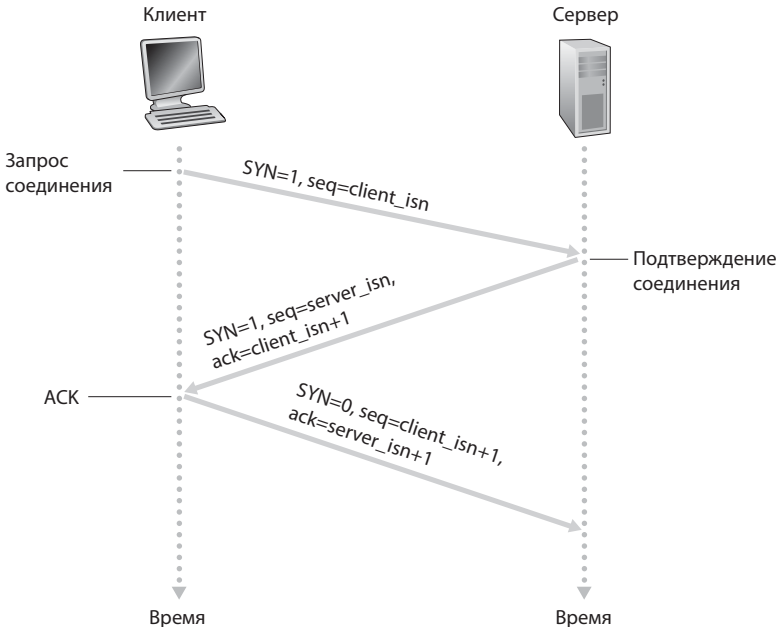 Клиент
Сервер
Запрос
соединения
SYN=1, seq=client_isn
Подтверждение
соединения
SYN=1, seq=server_isn,
ack=client_isn+1
ACK
SYN=0, seq=client_isn+1,
ack=server_isn+1
Время
Время